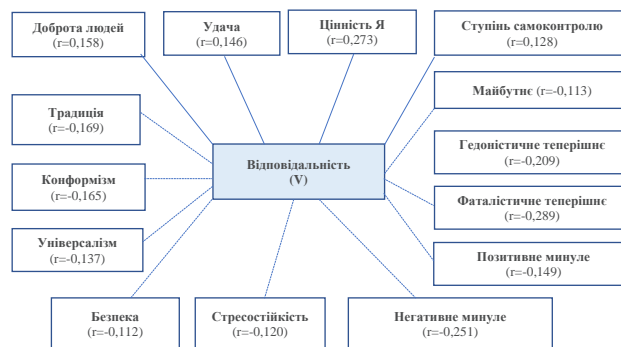 Доброта людей
(r=0,158)
Удача
(r=0,146)
Цінність Я
(r=0,273)
Ступінь самоконтролю
(r=0,128)
Традиція
(r=-0,169)
Майбутнє (r=-0,113)
Конформізм
(r=-0,165)
Відповідальність
(V)
Гедоністичне теперішнє
(r=-0,209)
Фаталістичне теперішнє
(r=-0,289)
Універсалізм
(r=-0,137)
Позитивне минуле
(r=-0,149)
Безпека
(r=-0,112)
Стресостійкість
(r=-0,120)
Негативне минуле
(r=-0,251)